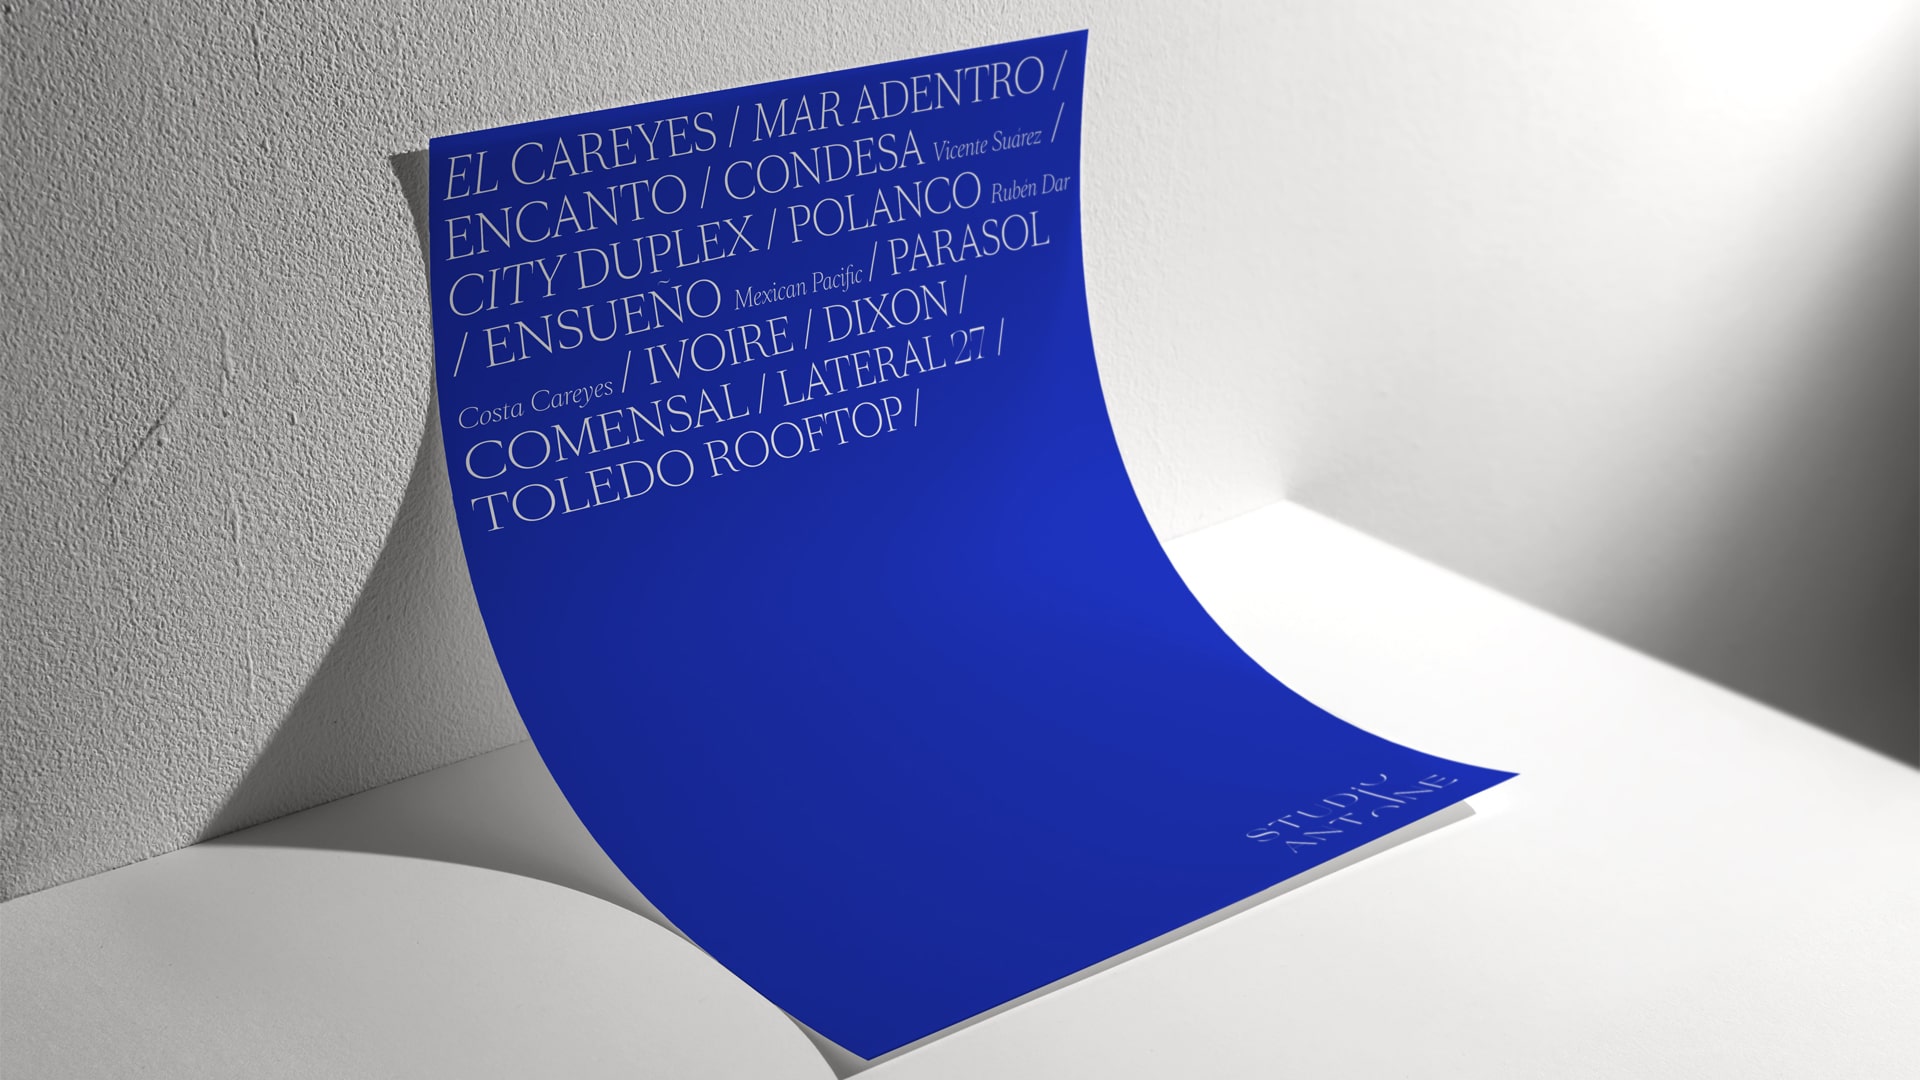 EL CAREYES / MAR ADENTRO /
ENCANTO / CONDESA Vicente Suárez /
CITY DUPLEX / POLANCO Rubén Dar
/ ENSUEÑO Mexican Pacific / PARASOL
Costa Careyes / IVOIRE / DIXON /
COMENSAL / LATERAL '27 /
TOLEDO ROOFTOP /
STUDIO
ANTOINE